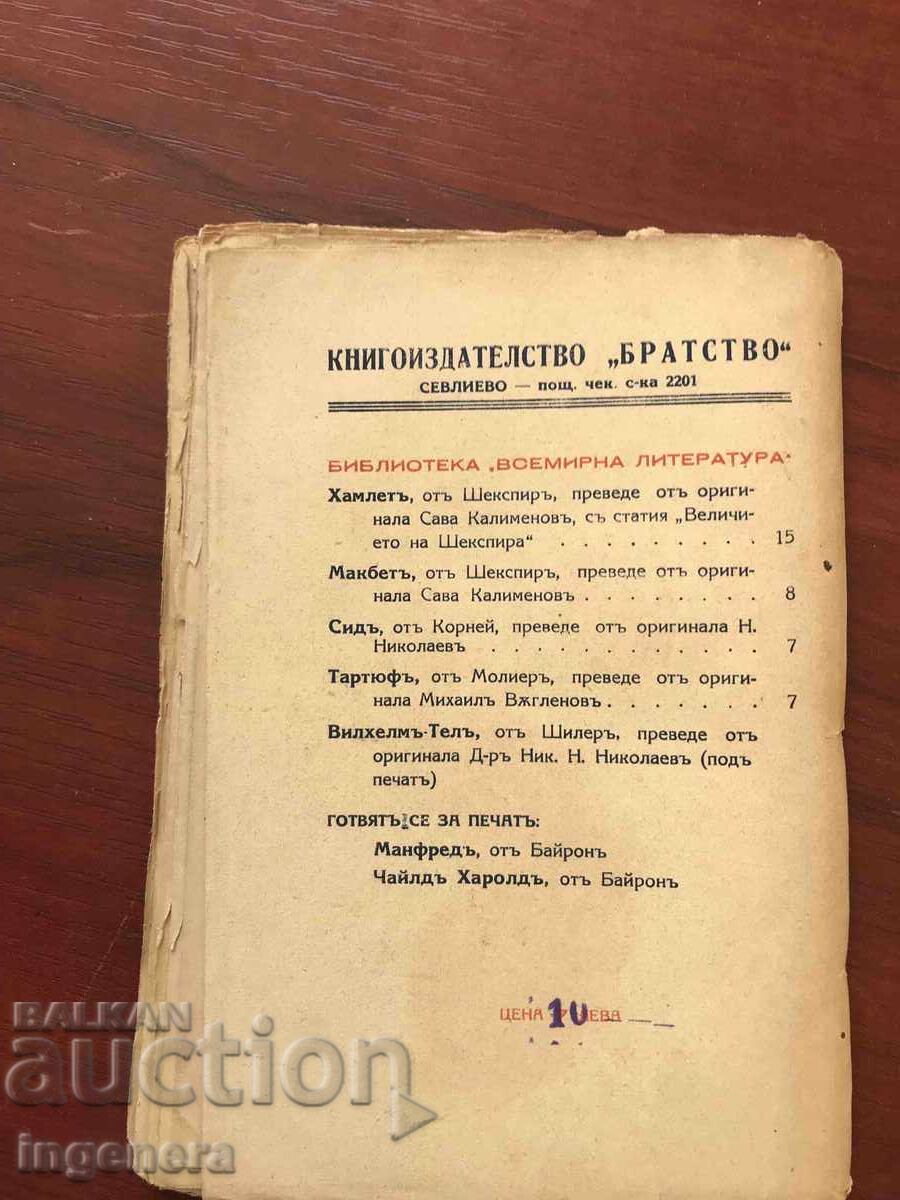 КНИГОИЗДАТЕЛСТВО „БРАТСТВО“
СЕВЛИЕВО — пощ. чек. с-ка 2201
БИБЛИОТЕКА „ВСЕМИРНА ЛИТЕРАТУРА“
Хамлетъ, отъ Шекспиръ, преведе отъ ориги-
нала Сава Калименовъ, съ статия „Величи-
ето на Шекспира“ . . . . . . . . . 15
Макбетъ, отъ Шекспиръ, преведе отъ ориги-
нала Сава Калименовъ . . . . . . . . 8
Сидъ, отъ Корней, преведе отъ оригинала Н.
Николаевъ . . . . . . . . . . . . 7
Тартюфъ, отъ Молиеръ, преведе отъ ориги-
нала Михаилъ Вѫгленовъ . . . . . . . 7
Вилхелмъ-Телъ, отъ Шилеръ, преведе отъ
оригинала Д-ръ Ник. Н. Николаевъ (подъ
печатъ)
ГОТВЯТЪ СЕ ЗА ПЕЧАТЪ:
Манфредъ, отъ Байронъ
Чайлдъ Харолдъ, отъ Байронъ
ЦЕНА 10 ЛЕВА
BALKAN
auction
ingenera